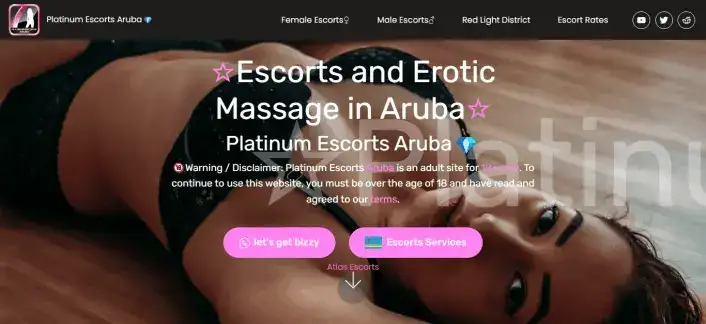 Platinum Escorts Aruba 💎
Female Escorts♀
Male Escorts♂
Red Light District
Escort Rates
☆Escorts and Erotic
Massage in Aruba☆
Platinum Escorts Aruba 💎
🔞Warning / Disclaimer: Platinum Escorts Aruba is an adult site for . To
continue to use this website, you must be over the age of 18 and have read and
agreed to our terms.
let's get bizzy
🇦🇼 Escorts Services
Atlas Escorts
Platinu